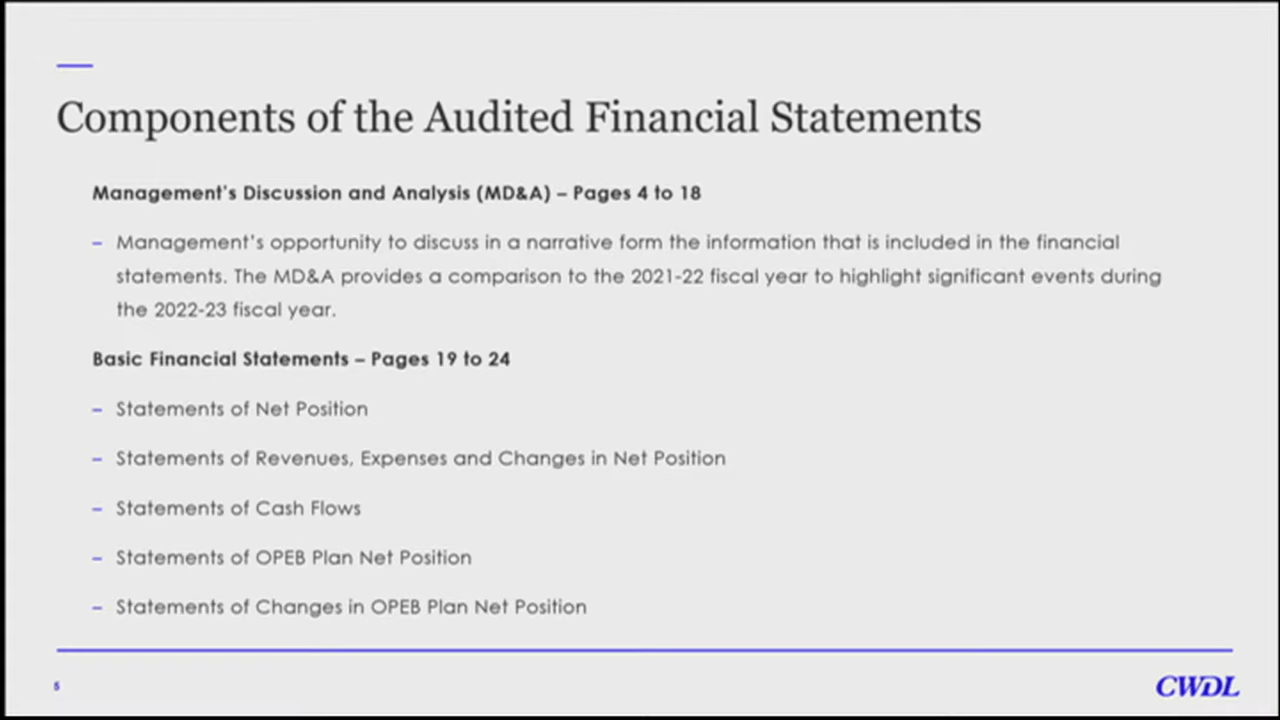 Components of the Audited Financial Statements
Management's Discussion and Analysis (MD&A) – Pages 4 to 18
– Management's opportunity to discuss in a narrative form the information that is included in the financial
statements. The MD&A provides a comparison to the 2021-22 fiscal year to highlight significant events during
the 2022-23 fiscal year.
Basic Financial Statements – Pages 19 to 24
– Statements of Net Position
– Statements of Revenues, Expenses and Changes in Net Position
– Statements of Cash Flows
– Statements of OPEB Plan Net Position
– Statements of Changes in OPEB Plan Net Position
5
CWDL